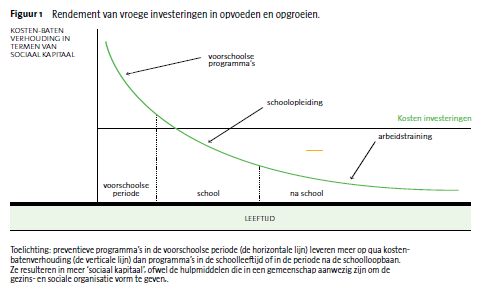 Figuur 1 Rendement van vroege investeringen in opvoeden en opgroeien.
KOSTEN-BATEN
VERHOUDING IN
TERMEN VAN
SOCIAAL KAPITAAL
voorschoolse
programma's
schoolopleiding
Kosten investeringen
arbeidstraining
voorschoolse
periode
school
na school
LEEFTIJD
Toelichting: preventieve programma's in de voorschoolse periode (de horizontale lijn) leveren meer op qua kosten-
batenverhouding (de verticale lijn) dan programma's in de schoolleeftijd of in de periode na de schoolloopbaan.
Ze resulteren in meer 'sociaal kapitaal', ofwel de hulpmiddelen die in een gemeenschap aanwezig zijn om de
gezins- en sociale organisatie vorm te geven.